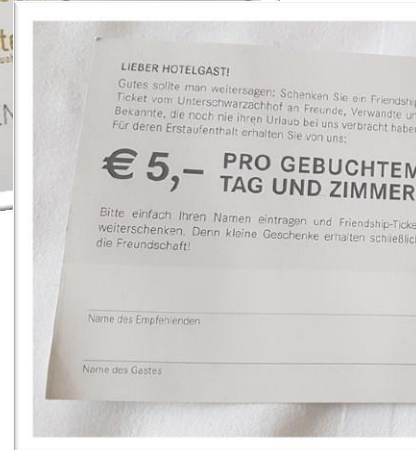 LIEBER HOTELGAST!
Gutes sollte man weitersagen: Schenken Sie ein Friendship
Ticket vom Unterschwarzachhof an Freunde, Verwandte un
Bekannte, die noch nie ihren Urlaub bei uns verbracht haben
Für deren Erstaufenthalt erhalten Sie von uns:
€ 5,– PRO GEBUCHTEM
TAG UND ZIMMER
Bitte einfach Ihren Namen eintragen und Friendship-Ticke
weiterschenken. Denn kleine Geschenke erhalten schließlich
die Freundschaft!
Name des Empfehlenden
Name des Gastes